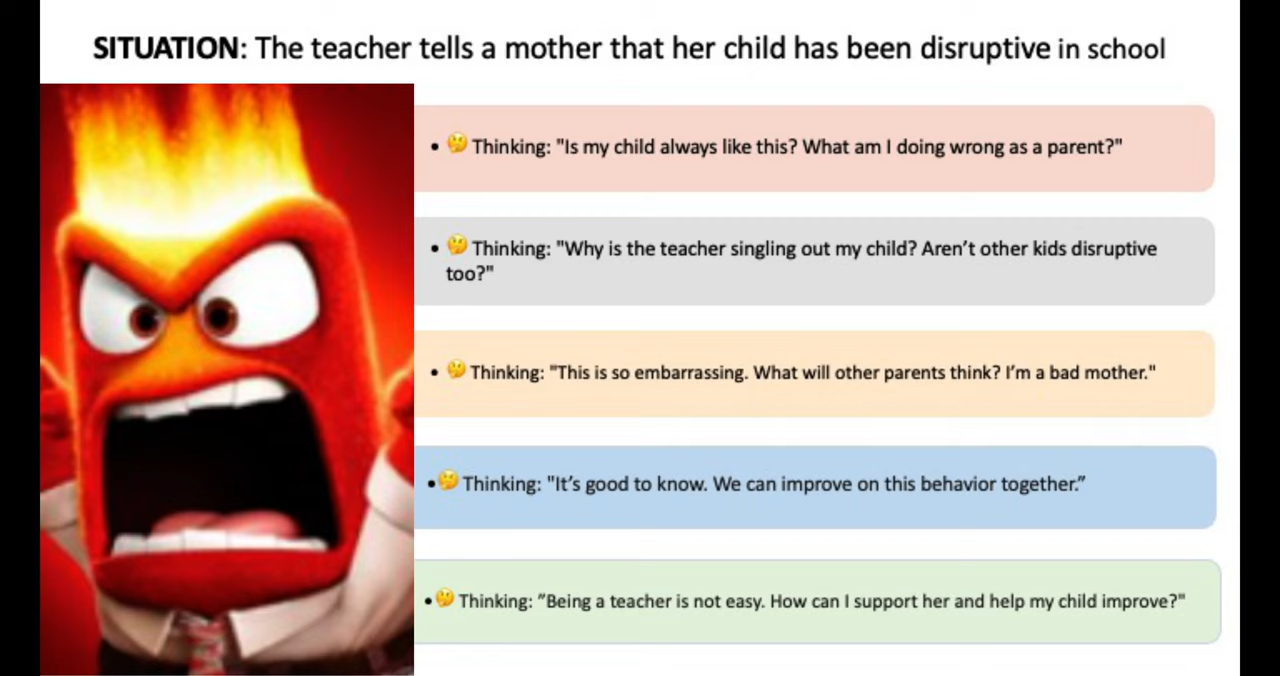 SITUATION: The teacher tells a mother that her child has been disruptive in school
• 🤔 Thinking: "Is my child always like this? What am I doing wrong as a parent?"
• 🤔 Thinking: "Why is the teacher singling out my child? Aren’t other kids disruptive
too?"
• 🤔 Thinking: "This is so embarrassing. What will other parents think? I’m a bad mother."
•🤔 Thinking: "It’s good to know. We can improve on this behavior together.”
•🤔 Thinking: “Being a teacher is not easy. How can I support her and help my child improve?"